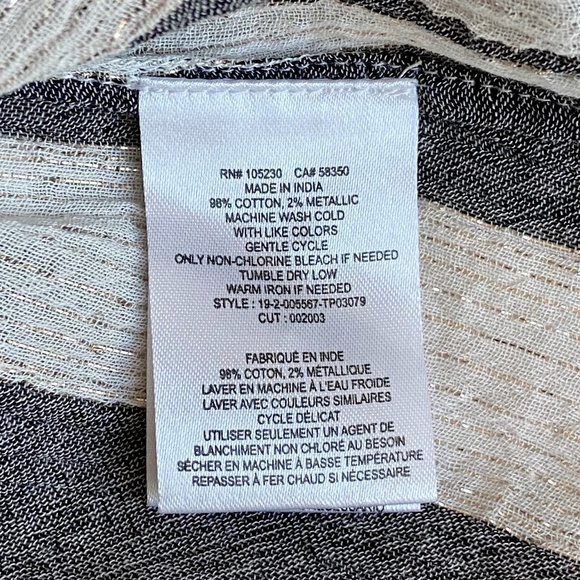 RN# 105230 CA# 58350
MADE IN INDIA
98% COTTON, 2% METALLIC
MACHINE WASH COLD
WITH LIKE COLORS
GENTLE CYCLE
ONLY NON-CHLORINE BLEACH IF NEEDED
TUMBLE DRY LOW
WARM IRON IF NEEDED
STYLE : 19-2-005567-TP03079
CUT : 002003
FABRIQUÉ EN INDE
98% COTON, 2% MÉTALLIQUE
LAVER EN MACHINE À L'EAU FROIDE
LAVER AVEC COULEURS SIMILAIRES
CYCLE DÉLICAT
UTILISER SEULEMENT UN AGENT DE
BLANCHIMENT NON CHLORÉ AU BESOIN
SÉCHER EN MACHINE À BASSE TEMPÉRATURE
REPASSER À FER CHAUD SI NÉCESSAIRE